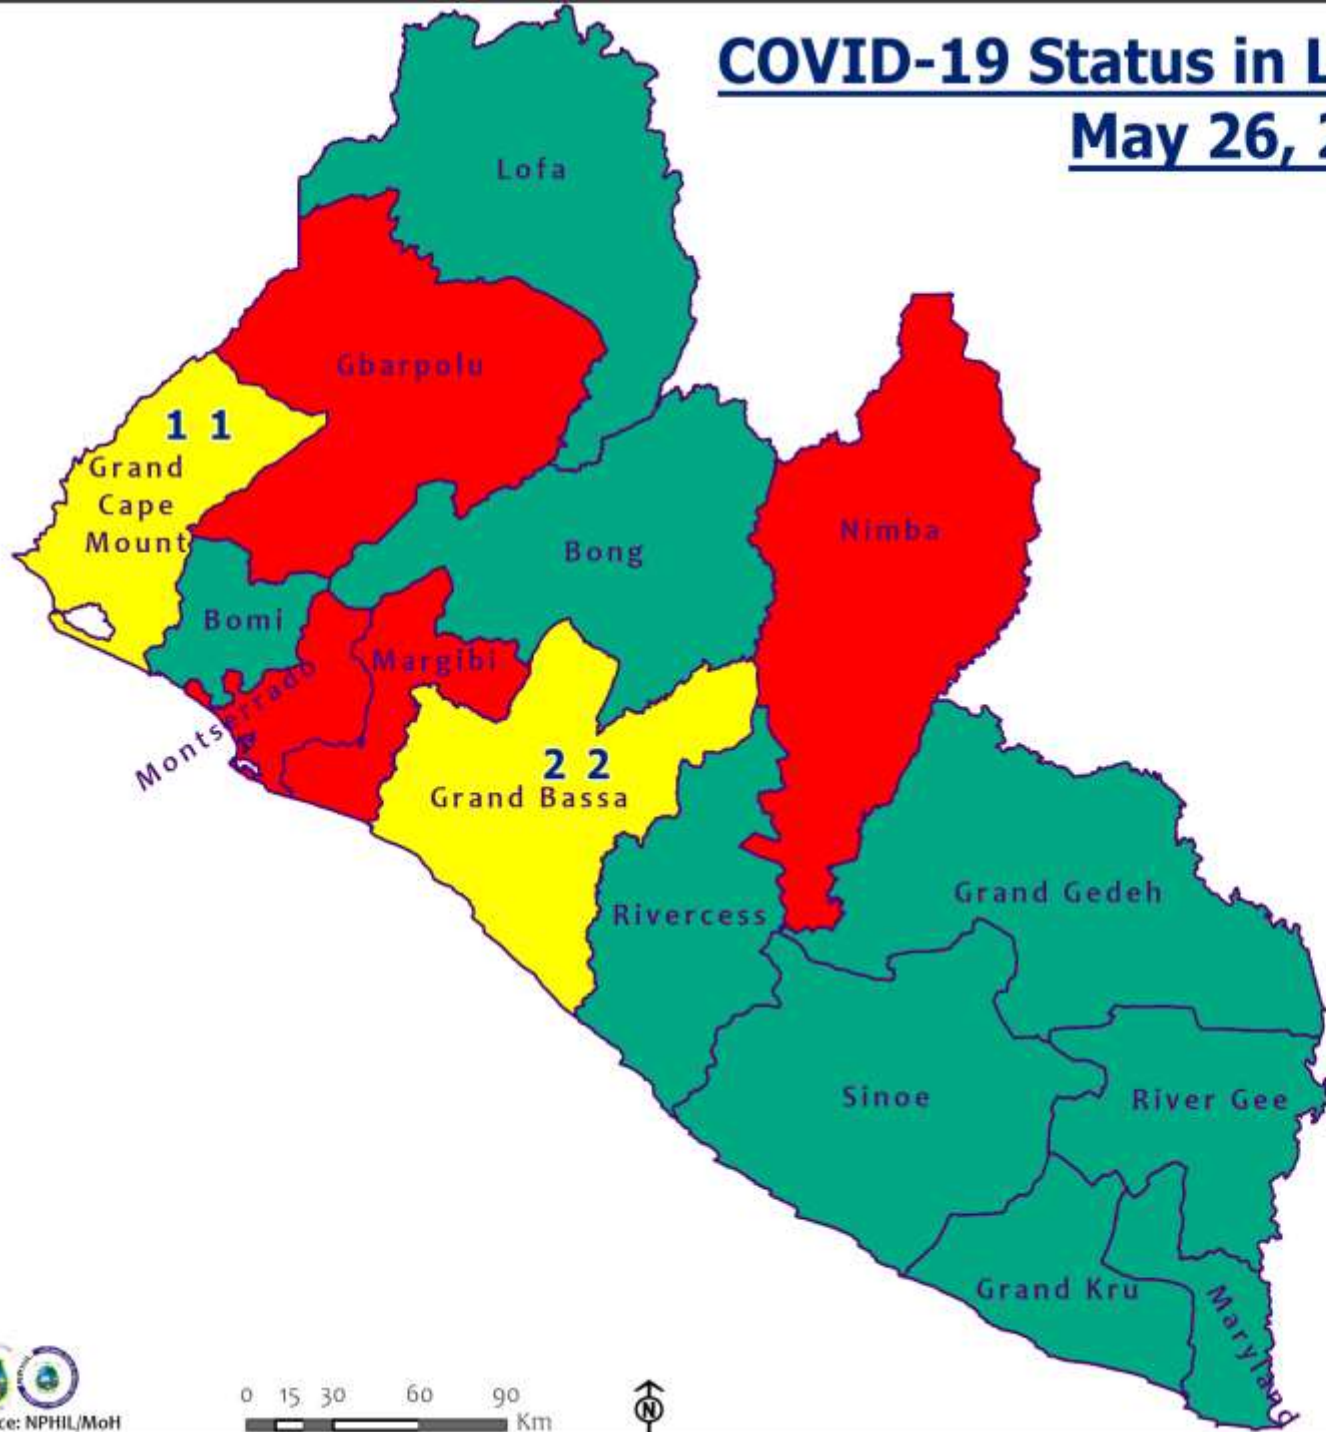 COVID-19 Status in L
May 26, 2
Lofa
Gbarpolu
1 1
Grand
Cape
Mount
Nimba
Bong
Bomi
Margibi
Montserrado
2 2
Grand Bassa
Grand Gedeh
Rivercess
Sinoe
River Gee
Grand Kru
Maryland
0 15 30 60 90
Km
N
ce: NPHIL/MoH